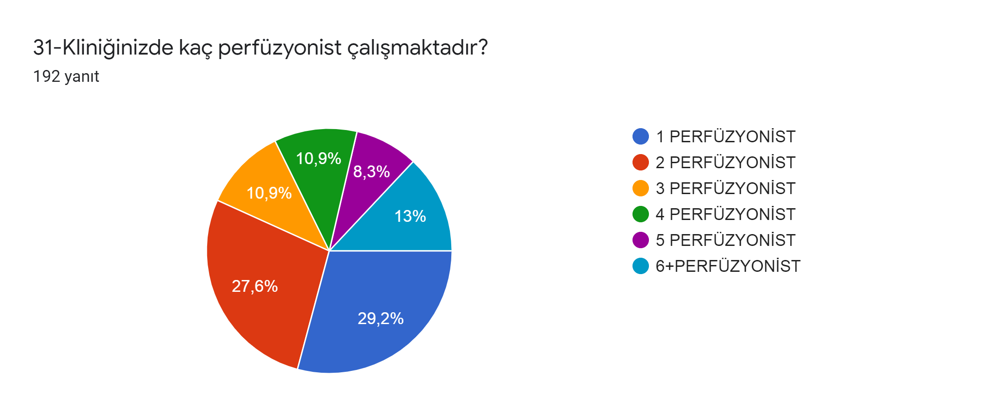 31-Kliniğinizde kaç perfüzyonist çalışmaktadır?
192 yanıt
10,9%
8,3%
10,9%
13%
27,6%
29,2%
1 PERFÜZYONİST
2 PERFÜZYONİST
3 PERFÜZYONİST
4 PERFÜZYONİST
5 PERFÜZYONİST
6+PERFÜZYONİST